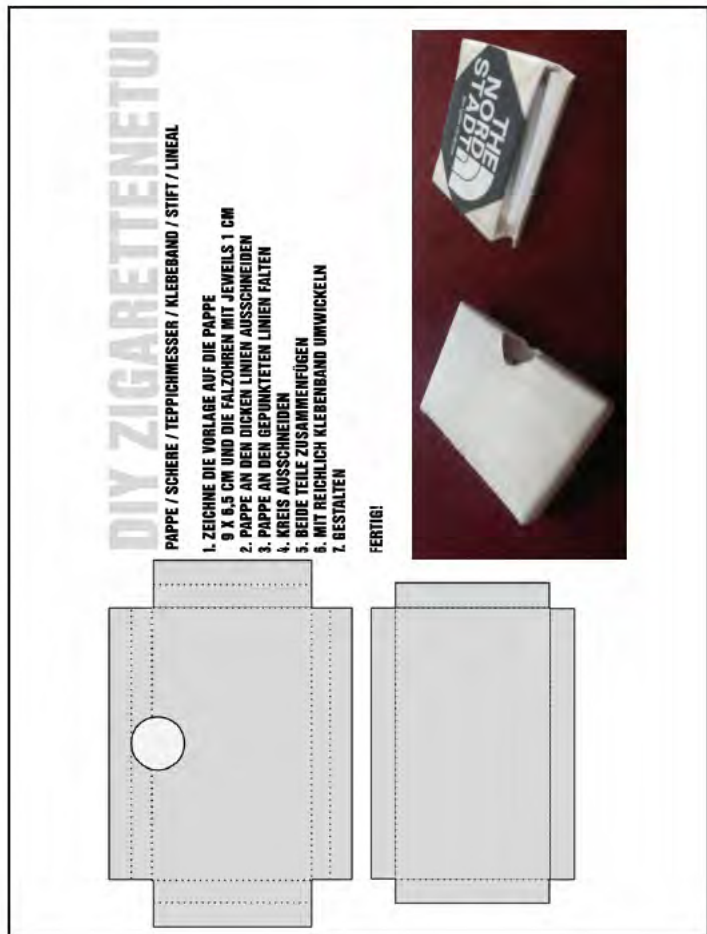 DIY ZIGARETTENETUI
PAPPE / SCHERE / TEPPICHMESSER / KLEBEBAND / STIFT / LINEAL
1. ZEICHNE DIE VORLAGE AUF DIE PAPPE
9 X 6,5 CM UND DIE FALZOHREN MIT JEWEILS 1 CM
2. PAPPE AN DEN DICKEN LINIEN AUSSCHNEIDEN
3. PAPPE AN DEN GEPUNKTETEN LINIEN FALTEN
4. KREIS AUSSCHNEIDEN
5. BEIDE TEILE ZUSAMMENFÜGEN
6. MIT REICHLICH KLEBENBAND UMWICKELN
7. GESTALTEN
FERTIG!
THE
NORD
STADT